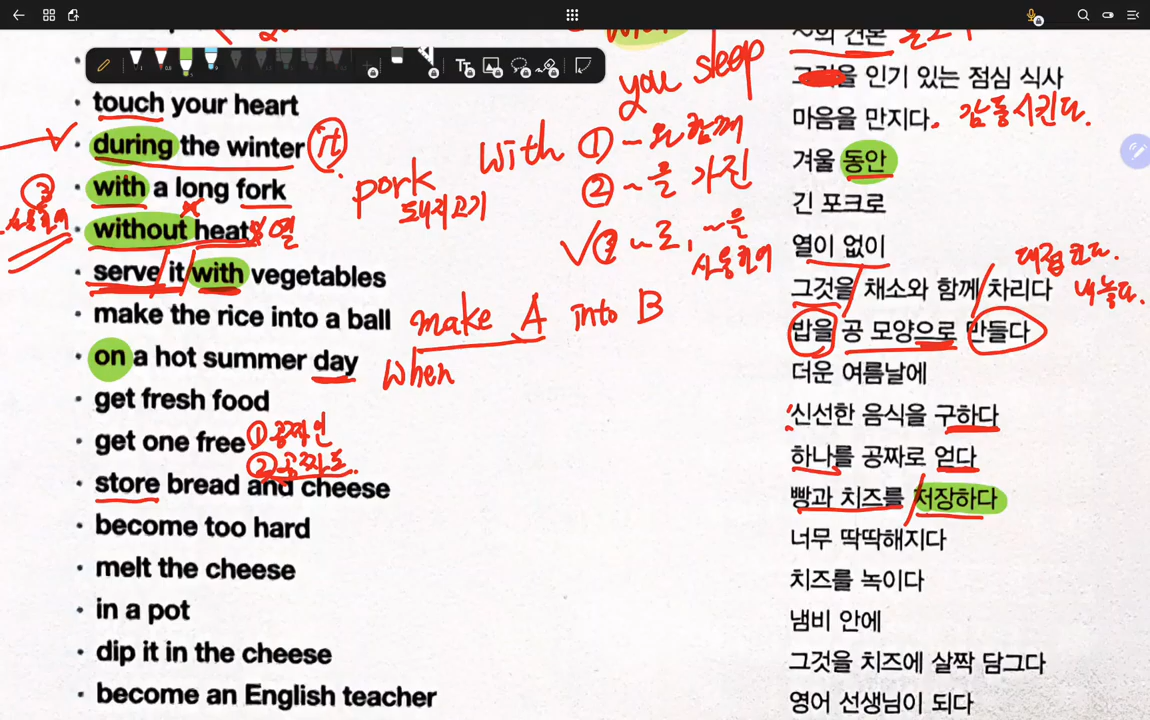 you sleep
touch your heart
during the winter it
with a long fork
③
without heat 열
serve it with vegetables
make the rice into a ball
on a hot summer day
get fresh food
get one free ① 공짜인
② 공짜로.
store bread and cheese
become too hard
melt the cheese
in a pot
dip it in the cheese
become an English teacher
pork
돼지고기
with ① ~와 함께
② ~를 가진
③ ~로, ~을
사용하여
make A into B
when
~의 견본
인기 있는 점심 식사
마음을 만지다. 감동시킨다.
겨울 동안
긴 포크로
열이 없이
대접한다.
그것을 채소와 함께 차리다 내놓다.
밥을 공 모양으로 만들다
더운 여름날에
신선한 음식을 구하다
하나를 공짜로 얻다
빵과 치즈를 저장하다
너무 딱딱해지다
치즈를 녹이다
냄비 안에
그것을 치즈에 살짝 담그다
영어 선생님이 되다